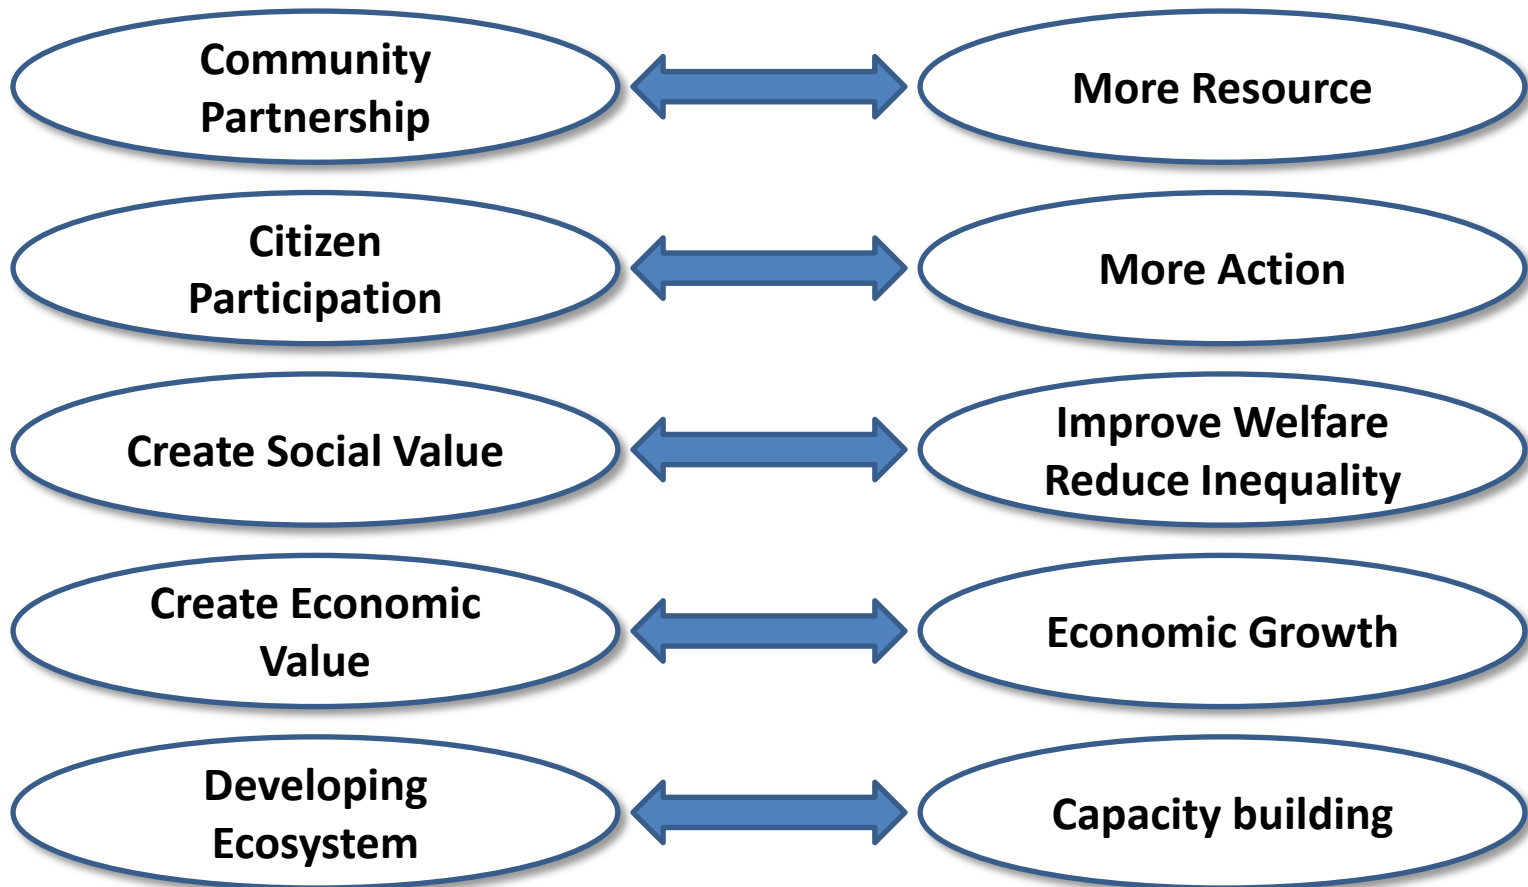 Community
Partnership
More Resource
Citizen
Participation
More Action
Create Social Value
Improve Welfare
Reduce Inequality
Create Economic
Value
Economic Growth
Developing
Ecosystem
Capacity building